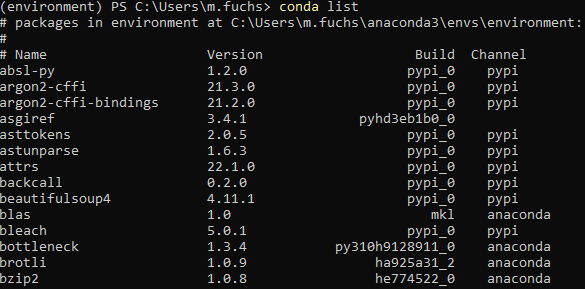 (environment) PS C:\Users\m.fuchs> conda list
# packages in environment at C:\Users\m.fuchs\anaconda3\envs\environment:
#
# Name                    Version                   Build  Channel
absl-py                   1.2.0                    pypi_0    pypi
argon2-cffi               21.3.0                   pypi_0    pypi
argon2-cffi-bindings      21.2.0                   pypi_0    pypi
asgiref                   3.4.1              pyhd3eb1b0_0
asttokens                 2.0.5                    pypi_0    pypi
astunparse                1.6.3                    pypi_0    pypi
attrs                     22.1.0                   pypi_0    pypi
backcall                  0.2.0                    pypi_0    pypi
beautifulsoup4            4.11.1                   pypi_0    pypi
blas                      1.0                         mkl    anaconda
bleach                    5.0.1                    pypi_0    pypi
bottleneck                1.3.4           py310h9128911_0    anaconda
brotli                    1.0.9                ha925a31_2    anaconda
bzip2                     1.0.8                he774522_0    anaconda